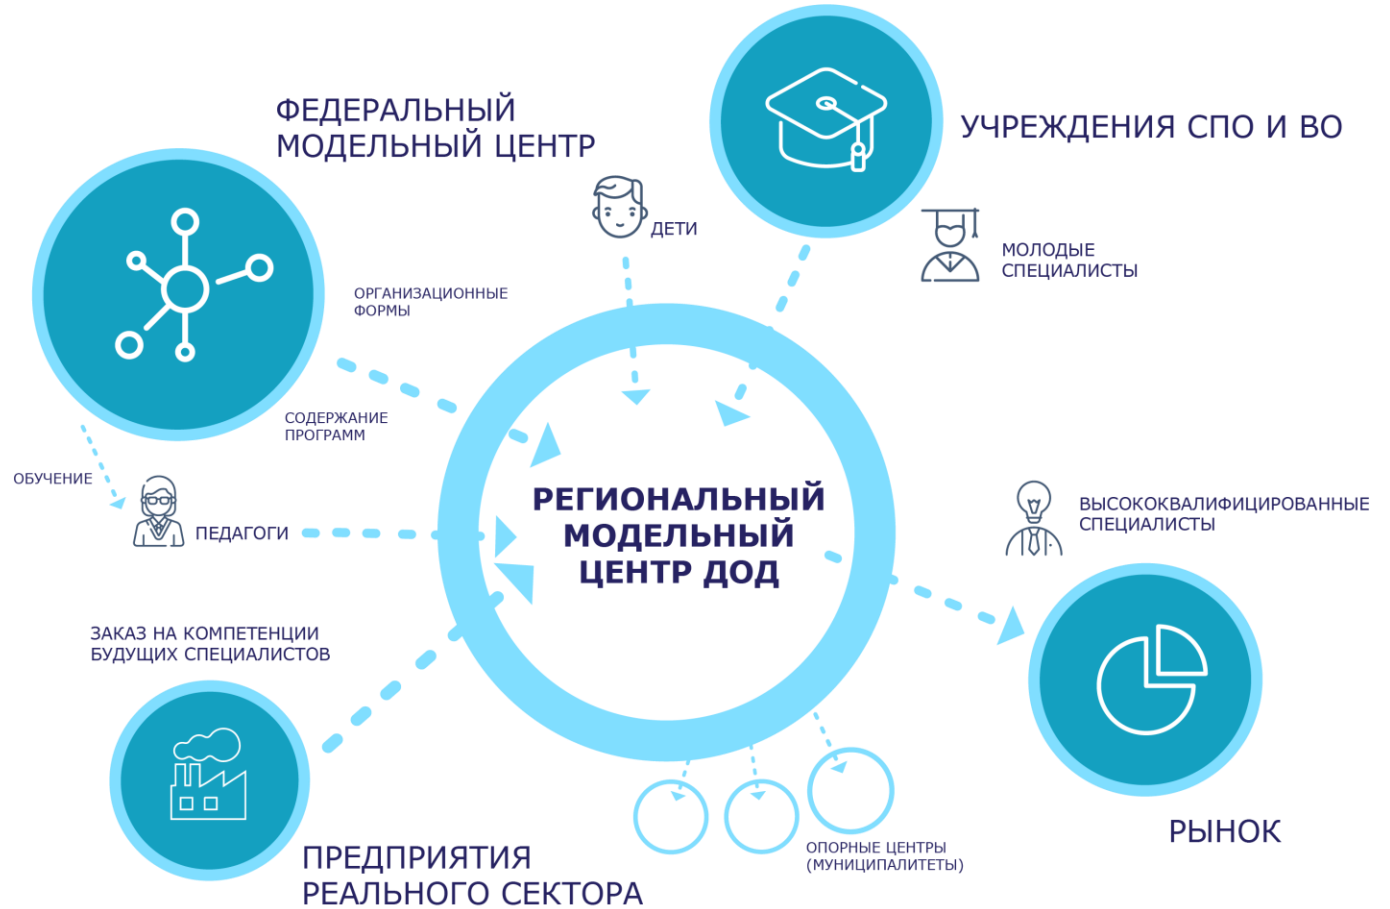 ФЕДЕРАЛЬНЫЙ
МОДЕЛЬНЫЙ ЦЕНТР
УЧРЕЖДЕНИЯ СПО И ВО
ДЕТИ
МОЛОДЫЕ
СПЕЦИАЛИСТЫ
ОРГАНИЗАЦИОННЫЕ
ФОРМЫ
СОДЕРЖАНИЕ
ПРОГРАММ
ОБУЧЕНИЕ
ПЕДАГОГИ
РЕГИОНАЛЬНЫЙ
МОДЕЛЬНЫЙ
ЦЕНТР ДОД
ВЫСОКОКВАЛИФИЦИРОВАННЫЕ
СПЕЦИАЛИСТЫ
ЗАКАЗ НА КОМПЕТЕНЦИИ
БУДУЩИХ СПЕЦИАЛИСТОВ
ПРЕДПРИЯТИЯ
РЕАЛЬНОГО СЕКТОРА
ОПОРНЫЕ ЦЕНТРЫ
(МУНИЦИПАЛИТЕТЫ)
РЫНОК